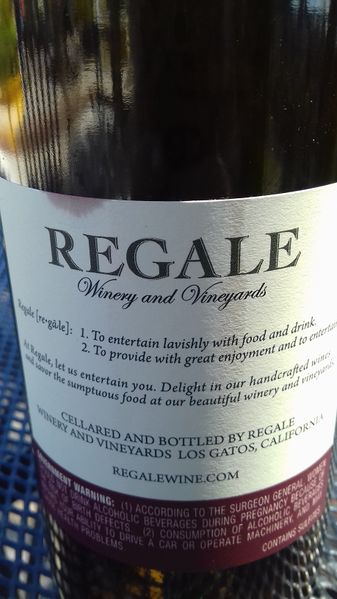 REGALE
Winery and Vineyards
Regale [re•gāle]: 1. To entertain lavishly with food and drink.
2. To provide with great enjoyment and to entertain
At Regale, let us entertain you. Delight in our handcrafted wines
and savor the sumptuous food at our beautiful winery and vineyards
CELLARED AND BOTTLED BY REGALE
WINERY AND VINEYARDS LOS GATOS, CALIFORNIA
REGALEWINE.COM
WARNING: (1) ACCORDING TO THE SURGEON GENERAL, WOMEN
ALCOHOLIC BEVERAGES DURING PREGNANCY BECAUSE OF
BIRTH DEFECTS. (2) CONSUMPTION OF ALCOHOLIC
ABILITY TO DRIVE A CAR OR OPERATE MACHINERY, AND
PROBLEMS
CONTAINS SULFITES